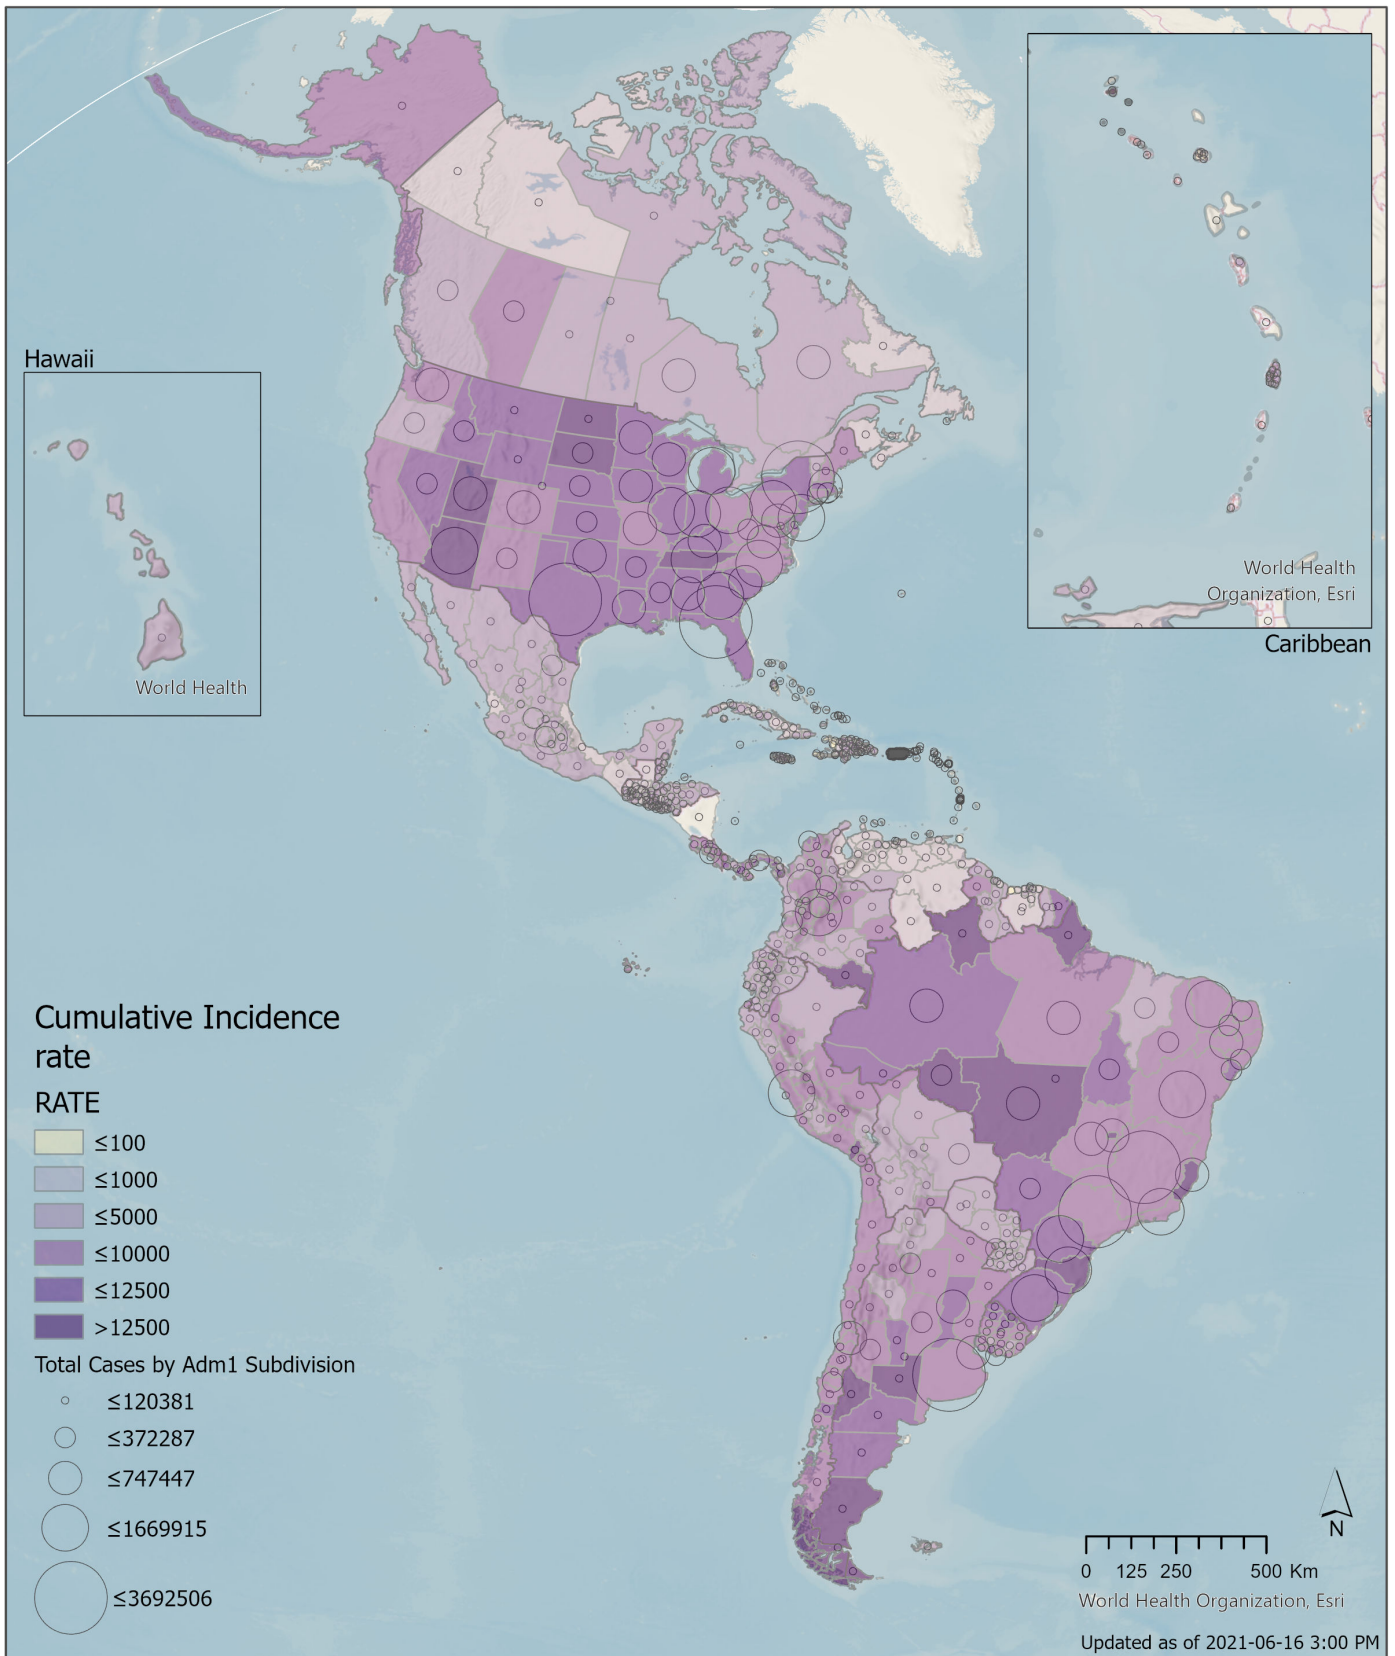 Hawaii
World Health
World Health
Organization, Esri
Caribbean
Cumulative Incidence
rate
RATE
≤100
≤1000
≤5000
≤10000
≤12500
>12500
Total Cases by Adm1 Subdivision
≤120381
≤372287
≤747447
≤1669915
≤3692506
N
0 125 250 500 Km
World Health Organization, Esri
Updated as of 2021-06-16 3:00 PM